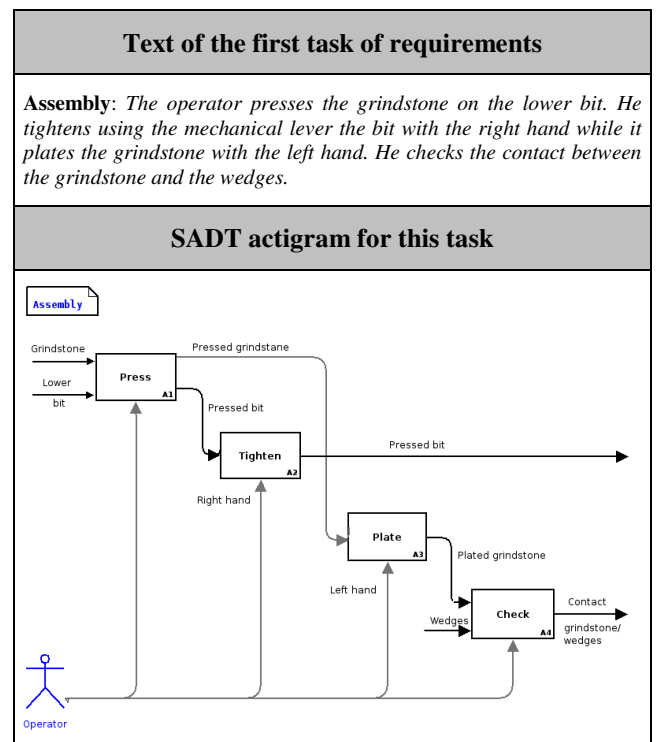 Text of the first task of requirements
Assembly: The operator presses the grindstone on the lower bit. He
tightens using the mechanical lever the bit with the right hand while it
plates the grindstone with the left hand. He checks the contact between
the grindstone and the wedges.
SADT actigram for this task
Assembly
Grindstone
Pressed grindstane
Press
Lower
bit
A1
Pressed bit
Tighten
Pressed bit
A2
Right hand
Plate
A3
Plated grindstone
Left hand
Contact
Wedges
Check
grindstone/
wedges
A4
Operator